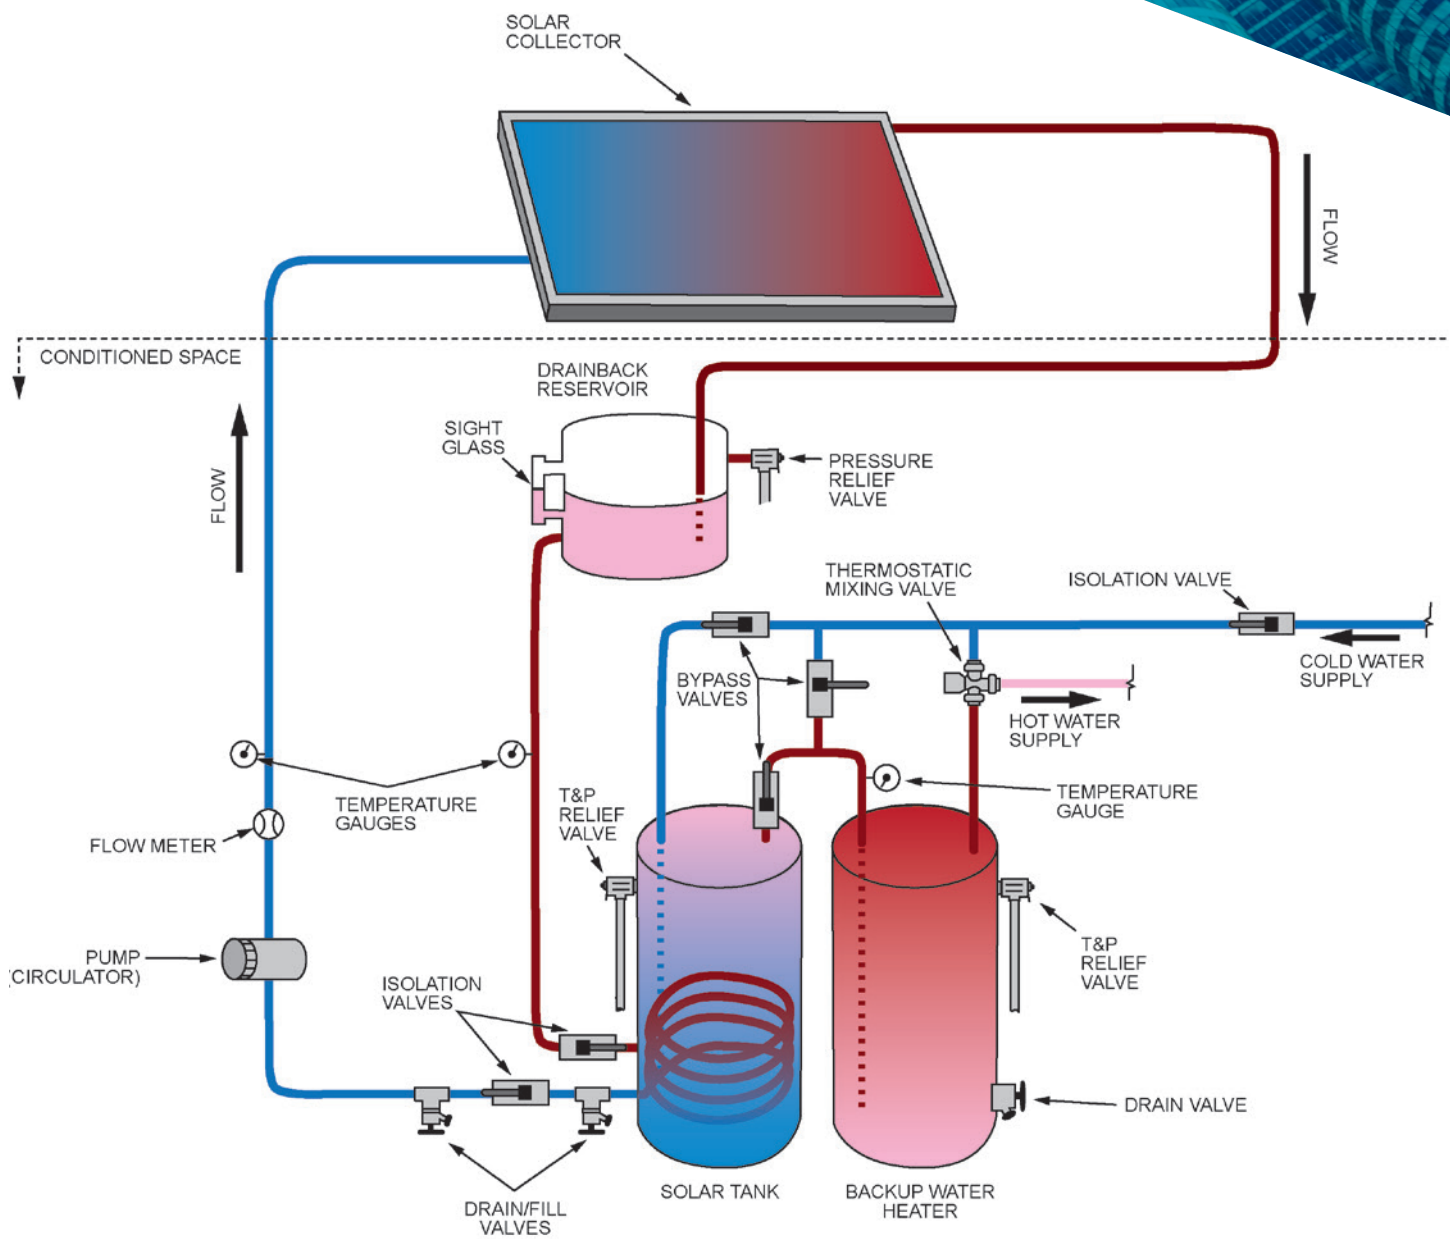 SOLAR
COLLECTOR
FLOW
CONDITIONED SPACE
DRAINBACK
RESERVOIR
SIGHT
GLASS
PRESSURE
RELIEF
VALVE
FLOW
THERMOSTATIC
MIXING VALVE
ISOLATION VALVE
COLD WATER
SUPPLY
BYPASS
VALVES
HOT WATER
SUPPLY
TEMPERATURE
GAUGES
T&P
RELIEF
VALVE
TEMPERATURE
GAUGE
FLOW METER
PUMP
(CIRCULATOR)
ISOLATION
VALVES
T&P
RELIEF
VALVE
DRAIN VALVE
DRAIN/FILL
VALVES
SOLAR TANK
BACKUP WATER
HEATER